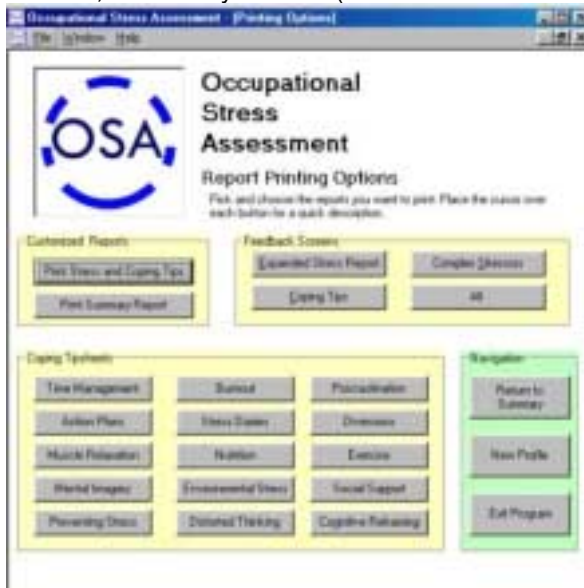 Occupational Stress Assessment - [Printing Options]
File Window Help
OSA
Occupational
Stress
Assessment
Report Printing Options
Pick and choose the reports you want to print. Place the cursor over
each button for a quick description.
Customized Reports
Print Stress and Coping Tips
Print Summary Report
Feedback Screens
Expanded Stress Report
Complex Stressors
Coping Tips
All
Coping Tipsheets
Time Management
Burnout
Procrastination
Action Plans
Stress Diaries
Diversions
Muscle Relaxation
Nutrition
Exercise
Mental Imagery
Environmental Stress
Social Support
Preventing Stress
Distorted Thinking
Cognitive Rehearsing
Navigation
Return to
Summary
New Profile
Exit Program